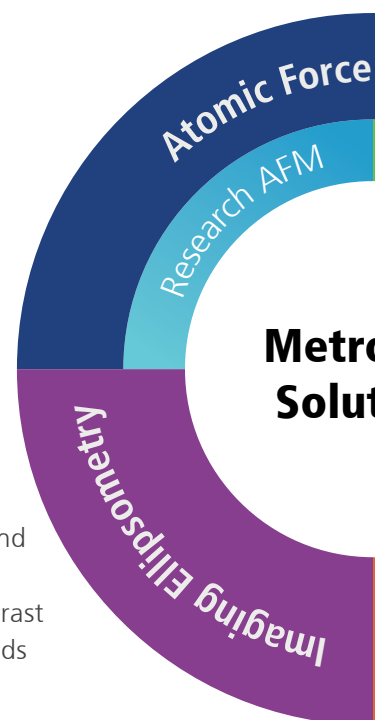 Atomic Force
Research AFM
Metro
Solut
Imaging Ellipsometry
nd
rast
ds